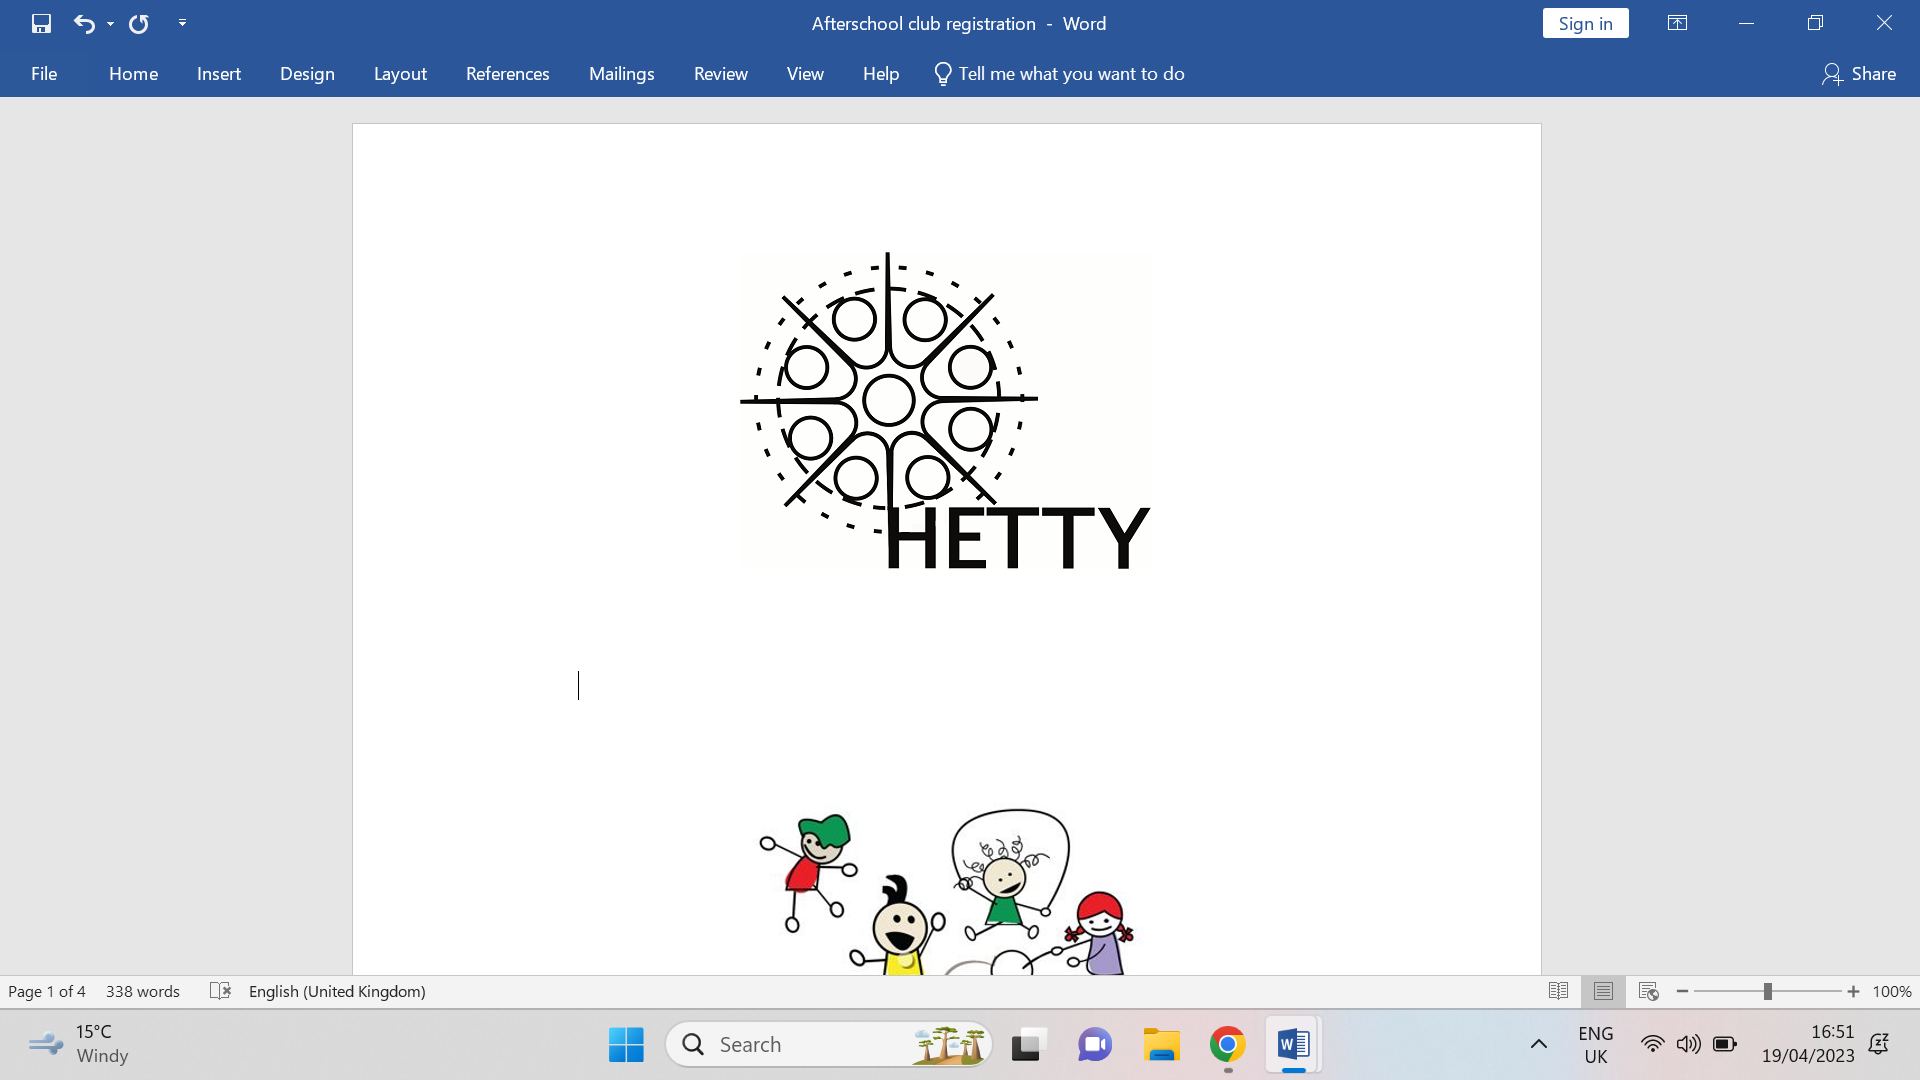 Afterschool club registration - Word
Sign in
File Home Insert Design Layout References Mailings Review View Help Tell me what you want to do Share
HETTY
Page 1 of 4 338 words English (United Kingdom) 100%
15°C
Windy
Search
ENG
UK
16:51
19/04/2023